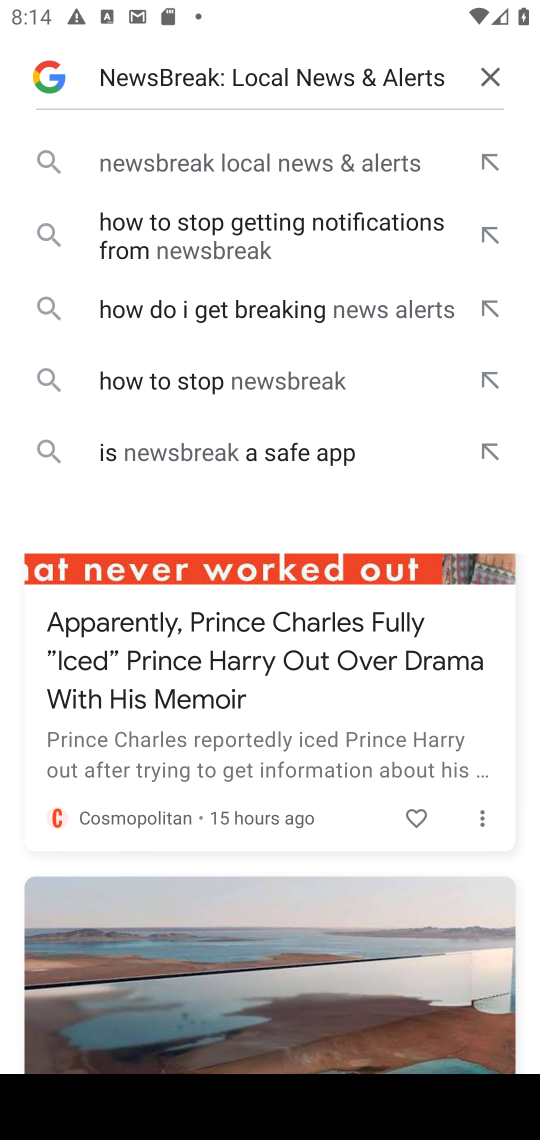 8:14
NewsBreak: Local News & Alerts
newsbreak local news & alerts
how to stop getting notifications
from newsbreak
how do i get breaking news alerts
how to stop newsbreak
is newsbreak a safe app
at never worked out
Apparently, Prince Charles Fully
”Iced” Prince Harry Out Over Drama
With His Memoir
Prince Charles reportedly iced Prince Harry
out after trying to get information about his ...
Cosmopolitan • 15 hours ago